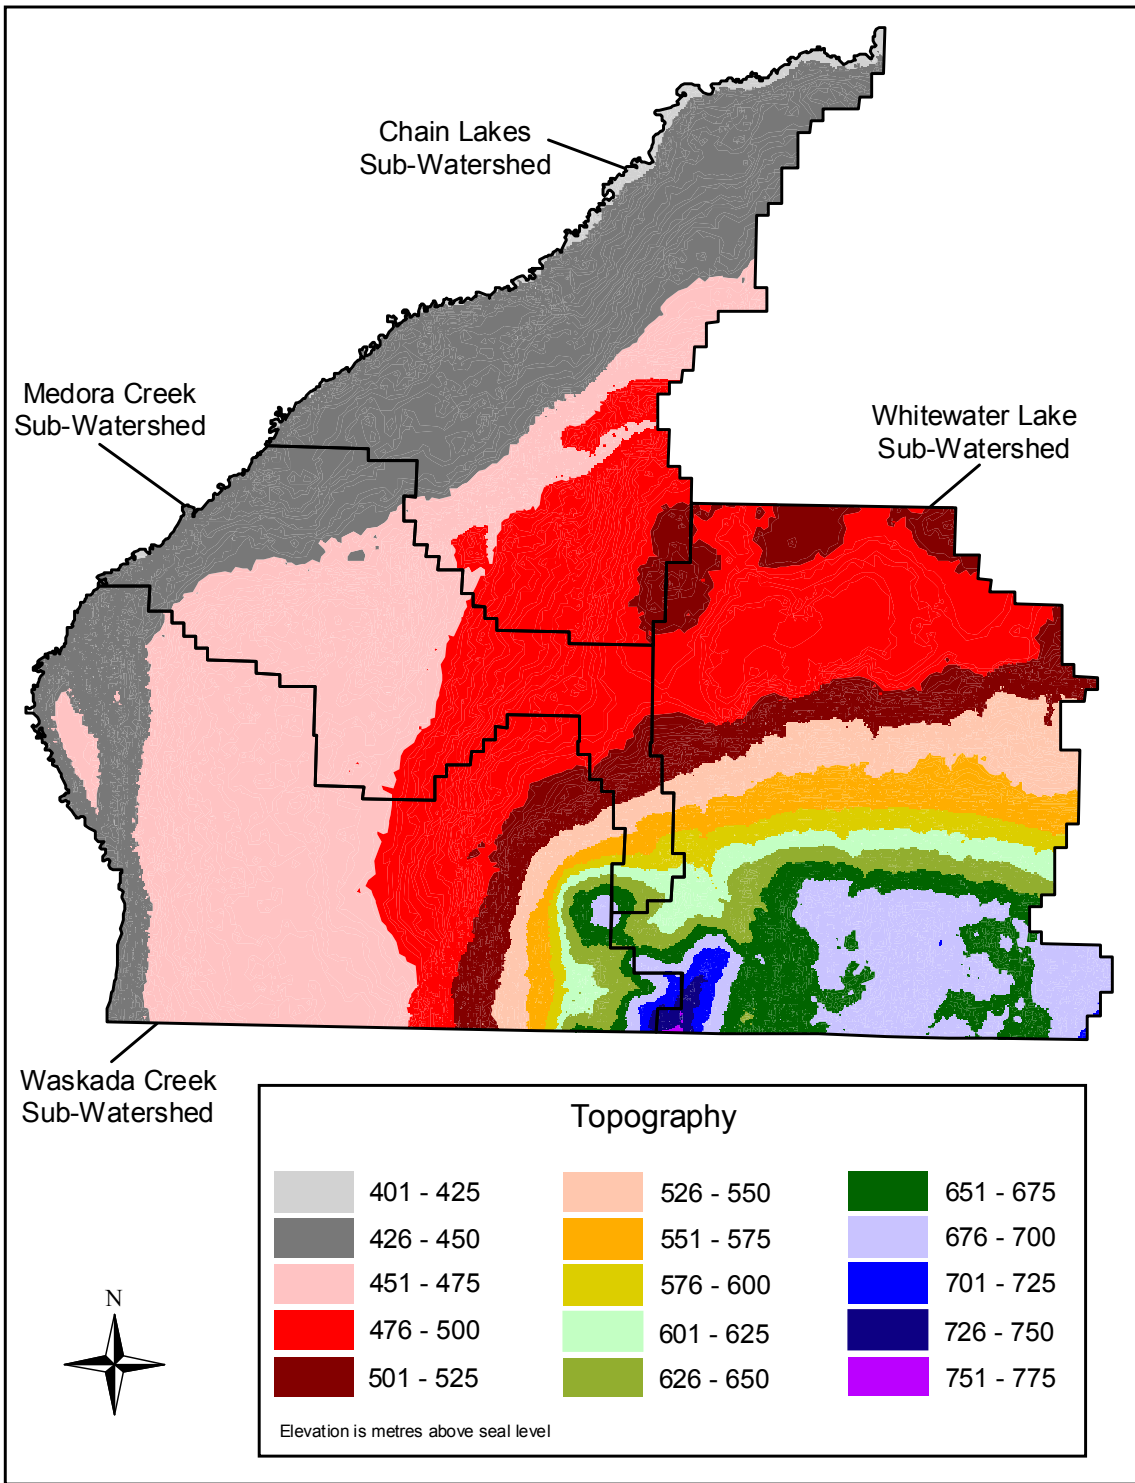 Chain Lakes
Sub-Watershed
Medora Creek
Sub-Watershed
Whitewater Lake
Sub-Watershed
Waskada Creek
Sub-Watershed
Topography
401 - 425
426 - 450
451 - 475
476 - 500
501 - 525
526 - 550
551 - 575
576 - 600
601 - 625
626 - 650
651 - 675
676 - 700
701 - 725
726 - 750
751 - 775
Elevation is metres above seal level
N